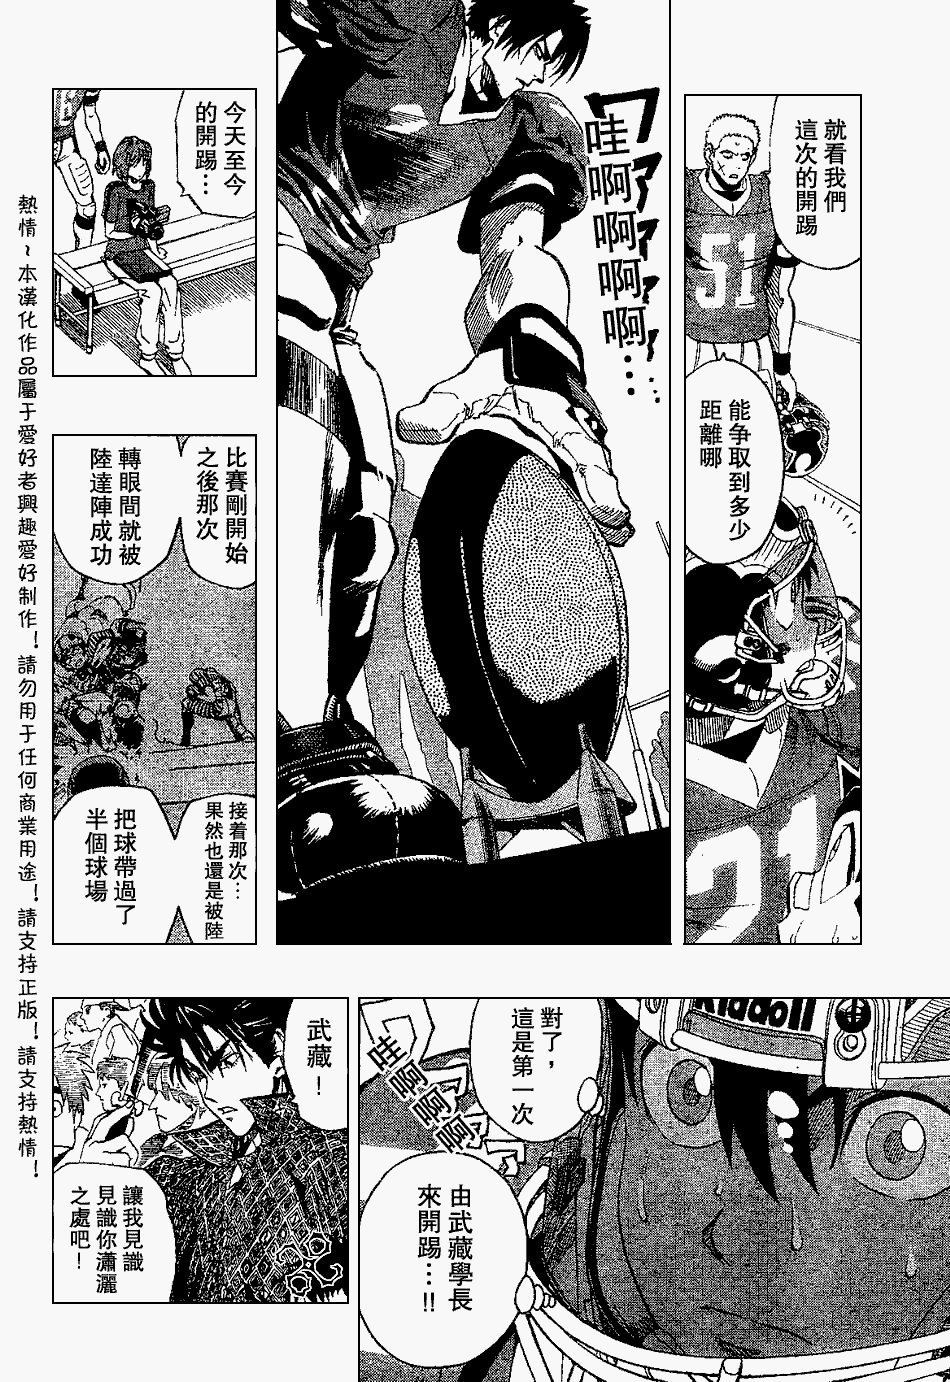 就看我們
這次的開踢
51
能争取到多少
距離哪
21
哇啊啊啊啊…
今天至今
的開踢…
比賽剛開始
之後那次
轉眼間就被
陸達陣成功
接着那次…
果然也還是被陸
把球帶過了
半個球場
Riddell
對了，
這是第一次
由武藏學長
來開踢…!!
武藏！
讓我見識
見識你瀟灑
之處吧！
熱情~本漢化作品屬于愛好者興趣愛好制作！請勿用于任何商業用途！請支持正版！請支持熱情！